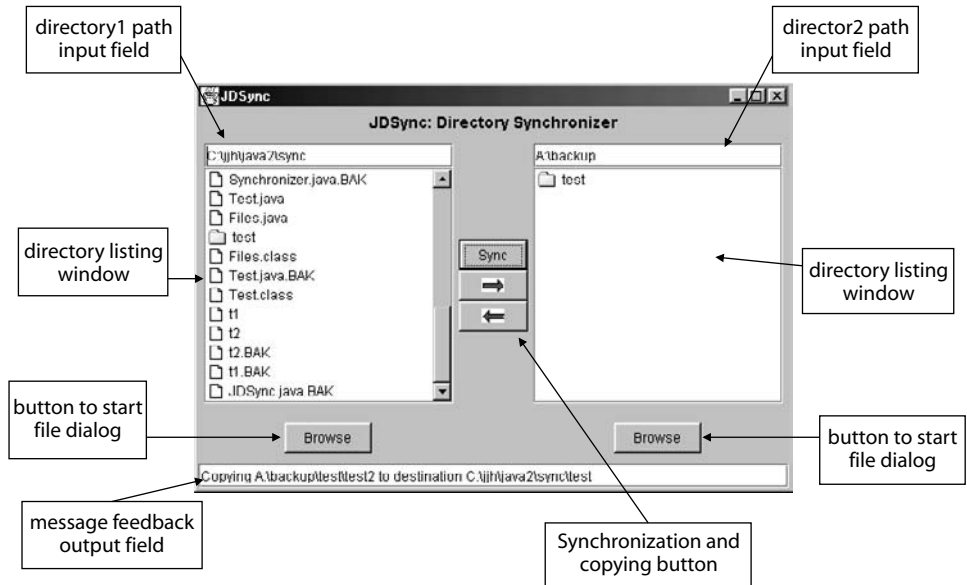 directory1 path
input field
director2 path
input field
JDSync
JDSync: Directory Synchronizer
C:\jjh\java2\sync
A:\backup
Synchronizer.java.BAK
Test.java
Files.java
test
Files.class
Test.java.BAK
Test.class
t1
t2
t2.BAK
t1.BAK
JDSync.java.BAK
test
Sync
directory listing
window
directory listing
window
Browse
Browse
button to start
file dialog
button to start
file dialog
Copying A:\backup\test\test2 to destination C:\jjh\java2\sync\test
message feedback
output field
Synchronization and
copying button